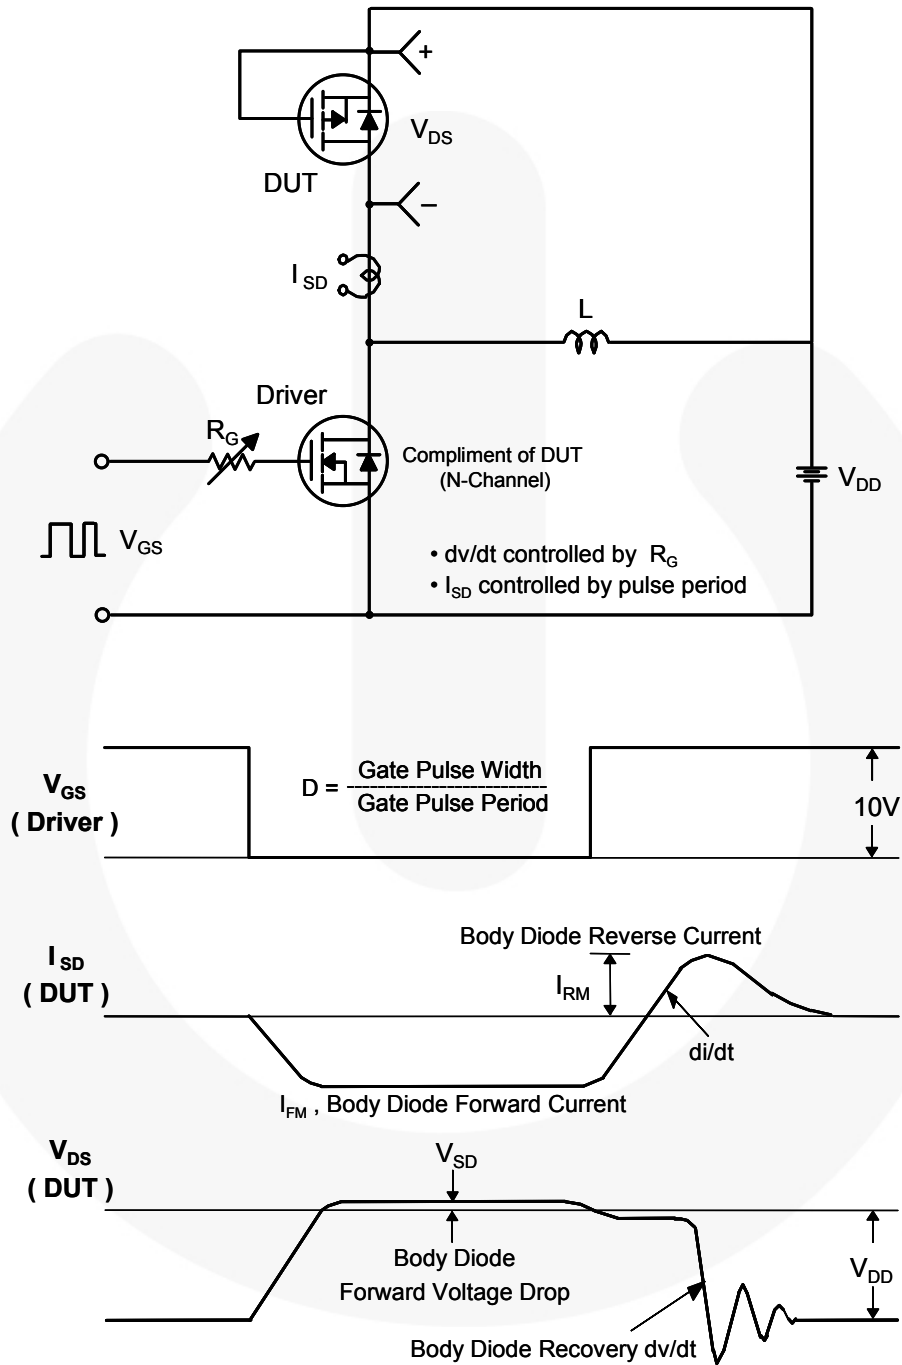 +
V_DS
DUT
−
I_SD
L
Driver
R_G
Compliment of DUT
(N-Channel)
V_DD
V_GS
• dv/dt controlled by R_G
• I_SD controlled by pulse period
V_GS
( Driver )
D = Gate Pulse Width
Gate Pulse Period
10V
I_SD
( DUT )
Body Diode Reverse Current
I_RM
di/dt
I_FM , Body Diode Forward Current
V_DS
( DUT )
V_SD
Body Diode
Forward Voltage Drop
V_DD
Body Diode Recovery dv/dt